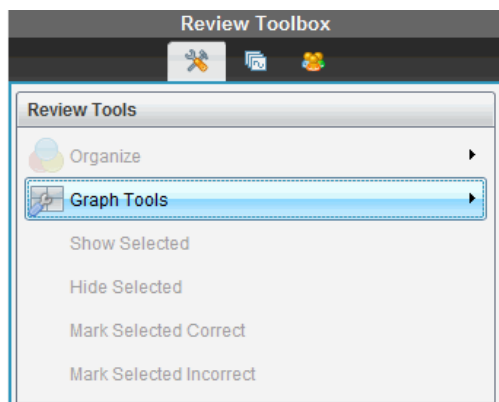 Review Toolbox
Review Tools
Organize
Graph Tools
Show Selected
Hide Selected
Mark Selected Correct
Mark Selected Incorrect